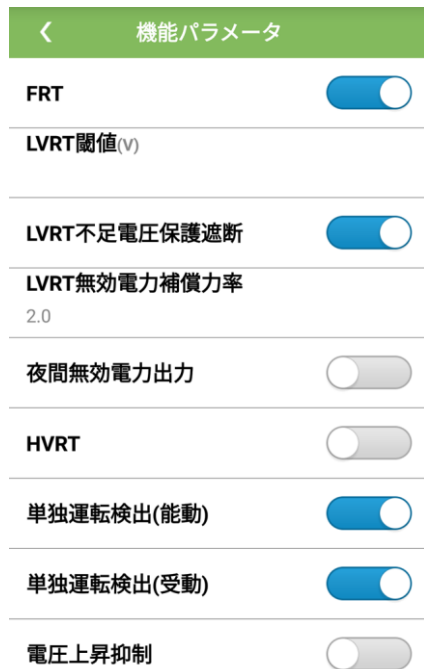 機能パラメータ
FRT
LVRT閾値(V)
LVRT不足電圧保護遮断
LVRT無効電力補償力率
2.0
夜間無効電力出力
HVRT
単独運転検出(能動)
単独運転検出(受動)
電圧上昇抑制